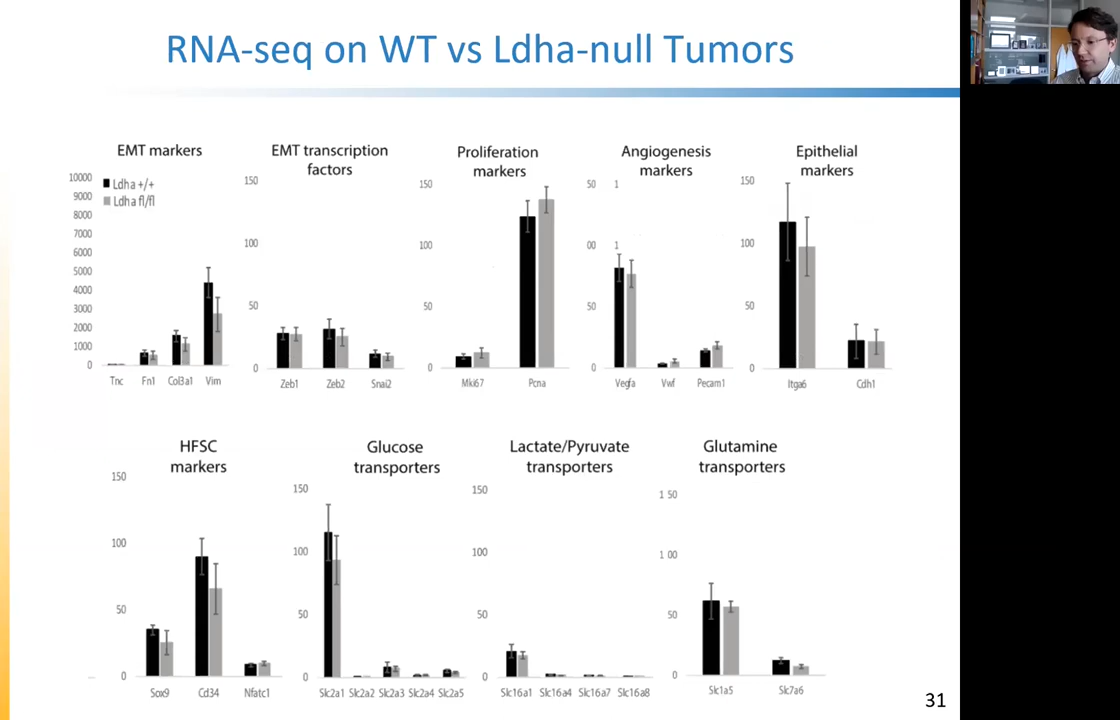 RNA-seq on WT vs Ldha-null Tumors
EMT markers
10000
9000
8000
7000
6000
5000
4000
3000
2000
1000
0
Ldha +/+
Ldha fl/fl
Tnc Fn1 Col3a1 Vim
EMT transcription
factors
150
100
50
0
Zeb1 Zeb2 Snai2
Proliferation
markers
150
100
50
0
Mki67 Pcna
Angiogenesis
markers
50 1
00 1
50
0
Vegfa Vwf Pecam1
Epithelial
markers
150
100
50
0
Itga6 Cdh1
HFSC
markers
150
100
50
0
Sox9 Cd34 Nfatc1
Glucose
transporters
150
100
50
0
Slc2a1 Slc2a2 Slc2a3 Slc2a4 Slc2a5
Lactate/Pyruvate
transporters
150
100
50
0
Slc16a1 Slc16a4 Slc16a7 Slc16a8
Glutamine
transporters
1 50
1 00
50
0
Slc1a5 Slc7a6
31